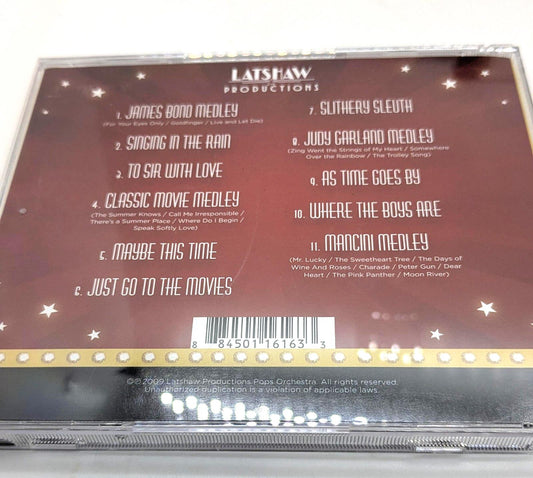 LATSHAW
PRODUCTIONS
1. JAMES BOND MEDLEY
(For Your Eyes Only / Goldfinger / Live and Let Die)
2. SINGING IN THE RAIN
3. TO SIR WITH LOVE
4. CLASSIC MOVIE MEDLEY
(The Summer Knows / Call Me Irresponsible /
There's a Summer Place / Where Do I Begin /
Speak Softly Love)
5. MAYBE THIS TIME
6. JUST GO TO THE MOVIES
7. SLITHERY SLEUTH
8. JUDY GARLAND MEDLEY
(Zing Went the Strings of My Heart / Somewhere
Over the Rainbow / The Trolley Song)
9. AS TIME GOES BY
10. WHERE THE BOYS ARE
11. MANCINI MEDLEY
(Mr. Lucky / The Sweetheart Tree / The Days of
Wine And Roses / Charade / Peter Gun / Dear
Heart / The Pink Panther / Moon River)
8 84501 16163 3
©℗ 2009 Latshaw Productions Pops Orchestra. All rights reserved.
Unauthorized duplication is a violation of applicable laws.